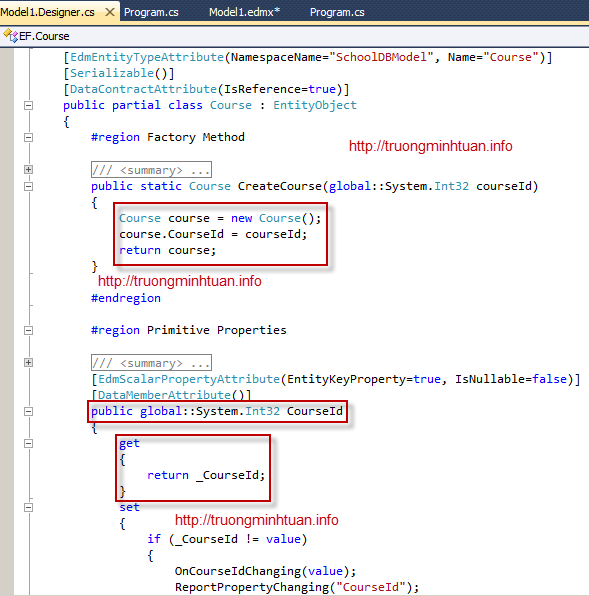 Model1.Designer.cs Program.cs Model1.edmx* Program.cs
EF.Course
[EdmEntityTypeAttribute(NamespaceName="SchoolDBModel", Name="Course")]
[Serializable()]
[DataContractAttribute(IsReference=true)]
public partial class Course : EntityObject
{
#region Factory Method
http://truongminhtuan.info
/// <summary> ...
public static Course CreateCourse(global::System.Int32 courseId)
{
Course course = new Course();
course.CourseId = courseId;
return course;
}
http://truongminhtuan.info
#endregion
#region Primitive Properties
/// <summary> ...
[EdmScalarPropertyAttribute(EntityKeyProperty=true, IsNullable=false)]
[DataMemberAttribute()]
public global::System.Int32 CourseId
{
get
{
return _CourseId;
}
set
http://truongminhtuan.info
{
if (_CourseId != value)
{
OnCourseIdChanging(value);
ReportPropertyChanging("CourseId");